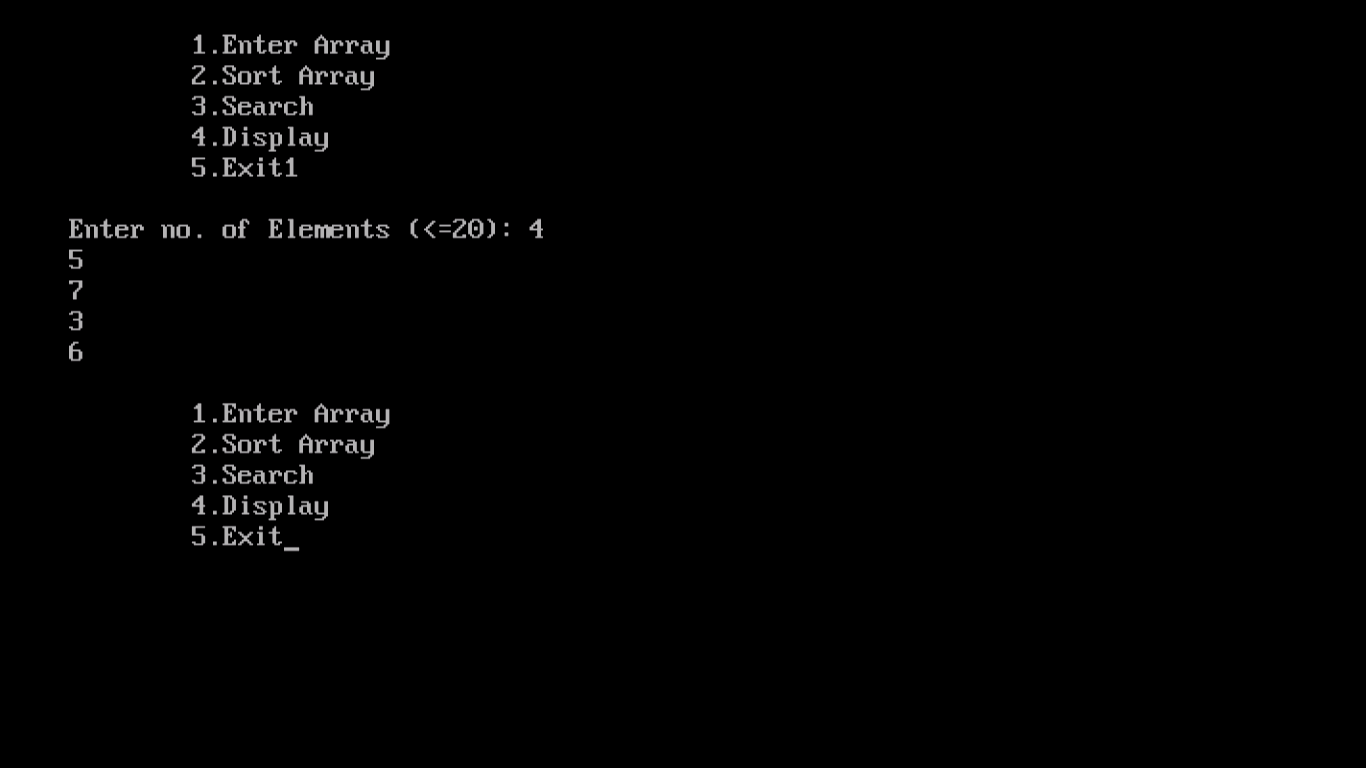 1.Enter Array
2.Sort Array
3.Search
4.Display
5.Exit1
Enter no. of Elements (<=20): 4
5
7
3
6
1.Enter Array
2.Sort Array
3.Search
4.Display
5.Exit_